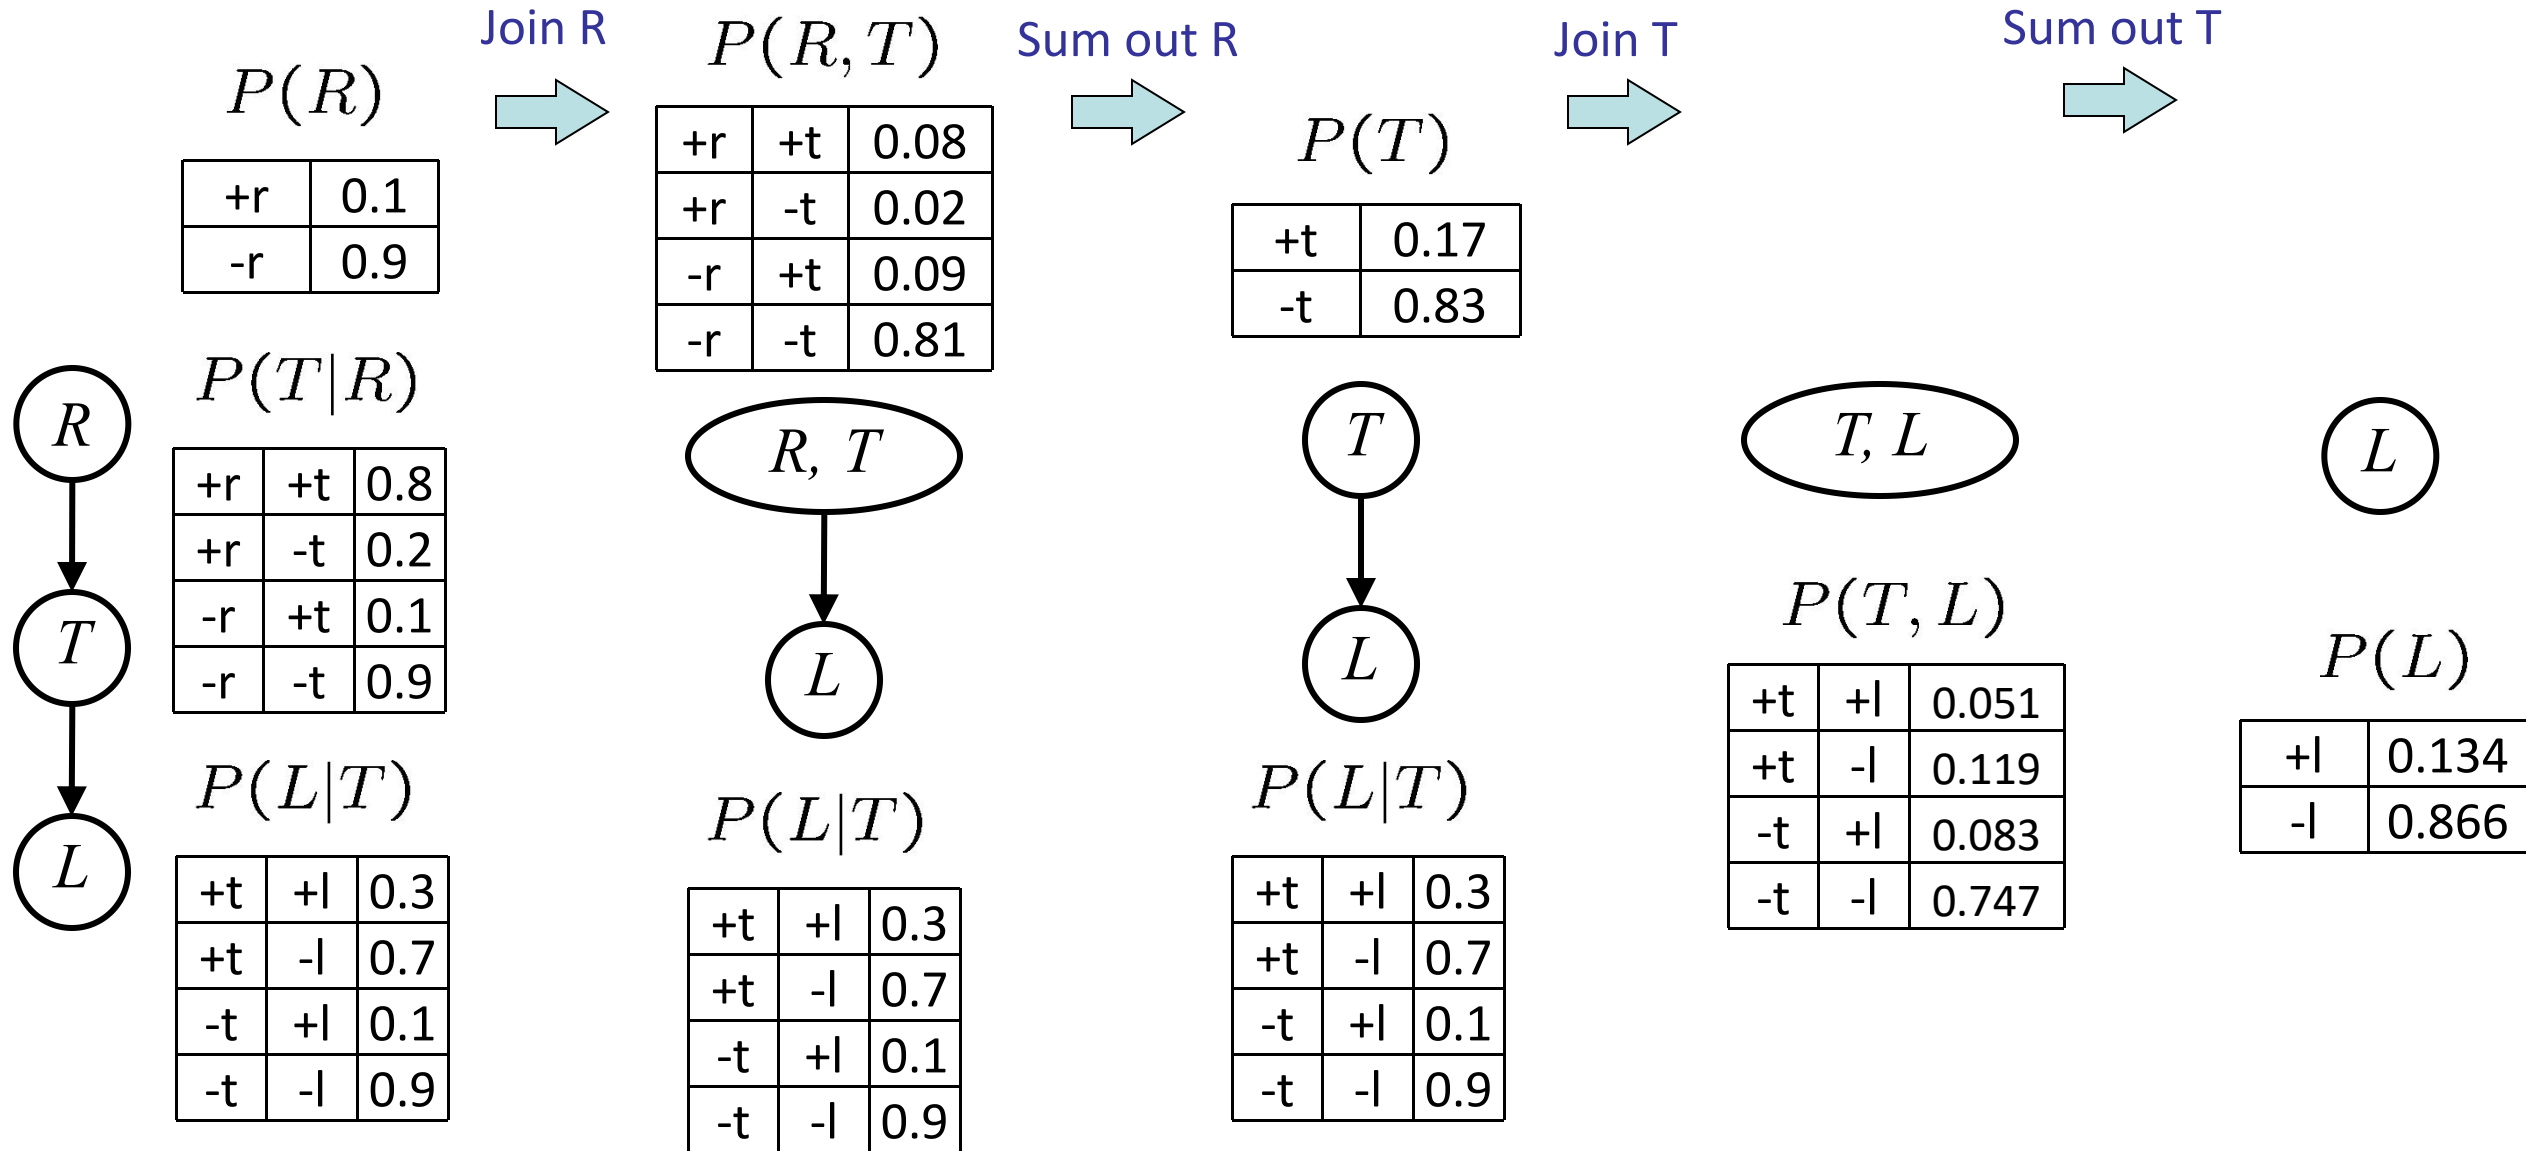 Join R
Sum out R
Join T
Sum out T
P(R)
+r 0.1
-r 0.9
P(T|R)
+r +t 0.8
+r -t 0.2
-r +t 0.1
-r -t 0.9
P(L|T)
+t +l 0.3
+t -l 0.7
-t +l 0.1
-t -l 0.9
R
T
L
P(R, T)
+r +t 0.08
+r -t 0.02
-r +t 0.09
-r -t 0.81
R, T
L
P(L|T)
+t +l 0.3
+t -l 0.7
-t +l 0.1
-t -l 0.9
P(T)
+t 0.17
-t 0.83
T
L
P(L|T)
+t +l 0.3
+t -l 0.7
-t +l 0.1
-t -l 0.9
T, L
P(T, L)
+t +l 0.051
+t -l 0.119
-t +l 0.083
-t -l 0.747
L
P(L)
+l 0.134
-l 0.866